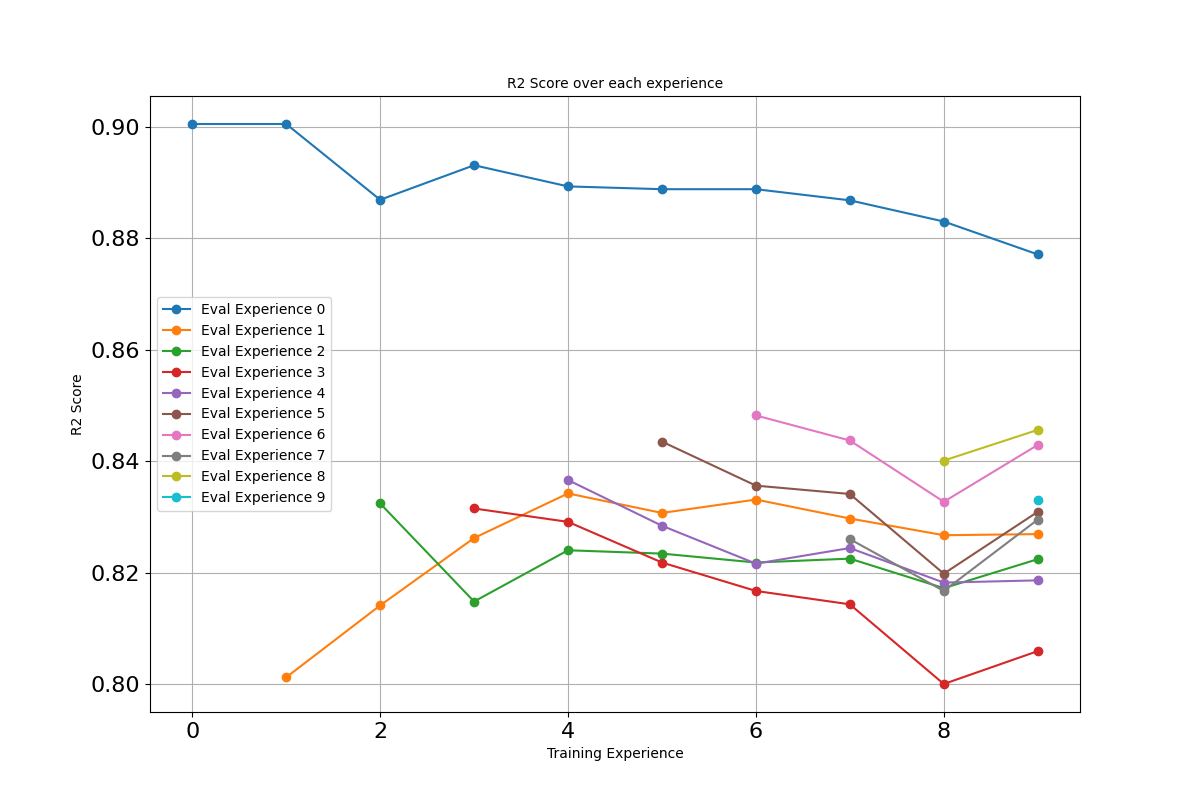 R2 Score over each experience
0.90
0.88
0.86
0.84
0.82
0.80
R2 Score
Eval Experience 0
Eval Experience 1
Eval Experience 2
Eval Experience 3
Eval Experience 4
Eval Experience 5
Eval Experience 6
Eval Experience 7
Eval Experience 8
Eval Experience 9
0 2 4 6 8
Training Experience